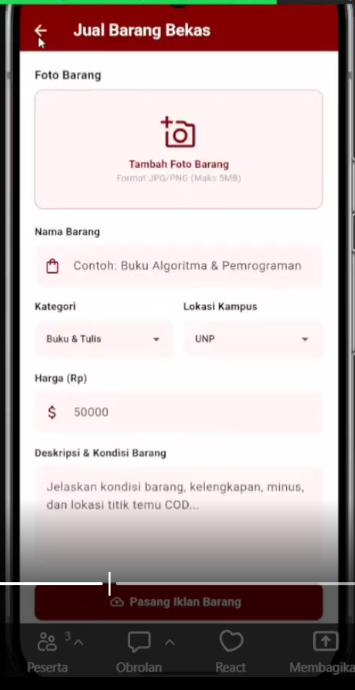 Jual Barang Bekas
Foto Barang
Tambah Foto Barang
Format JPG/PNG (Maks 5MB)
Nama Barang
Contoh: Buku Algoritma & Pemrograman
Kategori
Lokasi Kampus
Buku & Tulis
UNP
Harga (Rp)
$ 50000
Deskripsi & Kondisi Barang
Jelaskan kondisi barang, kelengkapan, minus,
dan lokasi titik temu COD...
Pasang Iklan Barang
3
Peserta
Obrolan
React
Membagika